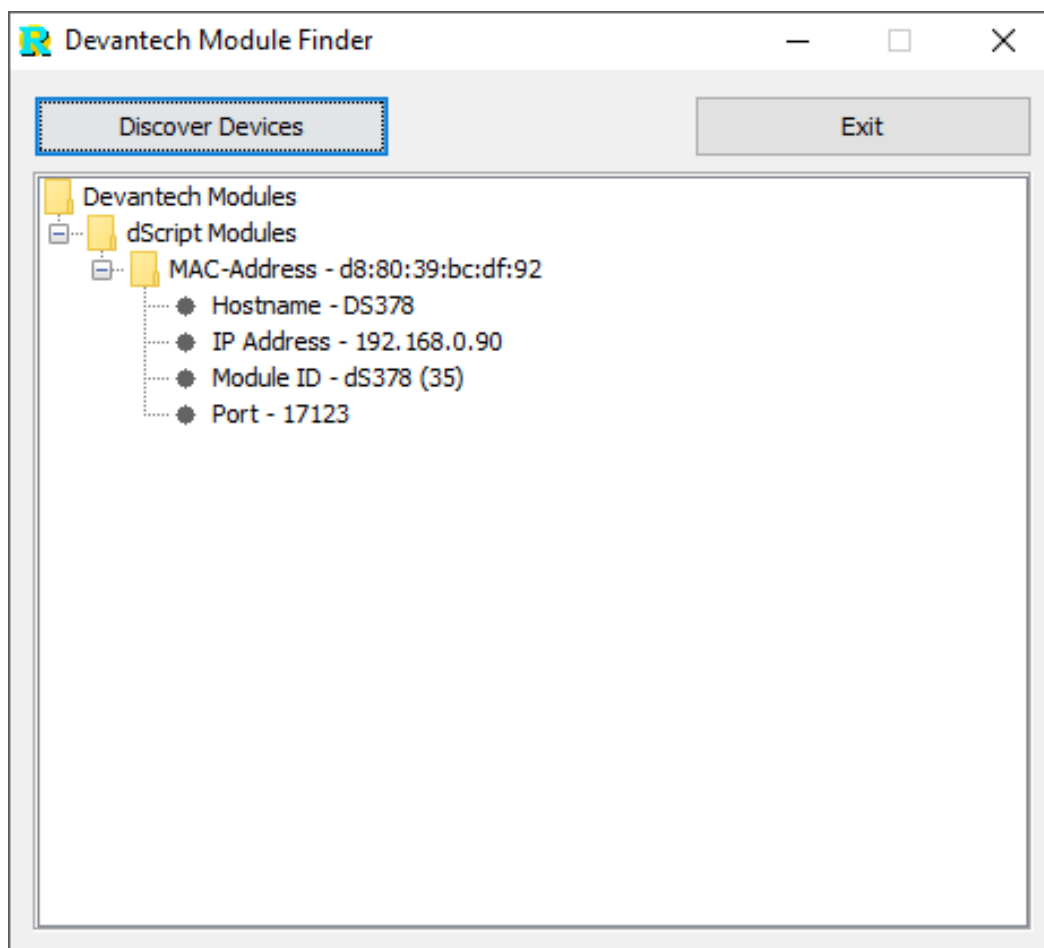 Devantech Module Finder
Discover Devices
Exit
Devantech Modules
dScript Modules
MAC-Address - d8:80:39:bc:df:92
Hostname - DS378
IP Address - 192.168.0.90
Module ID - dS378 (35)
Port - 17123